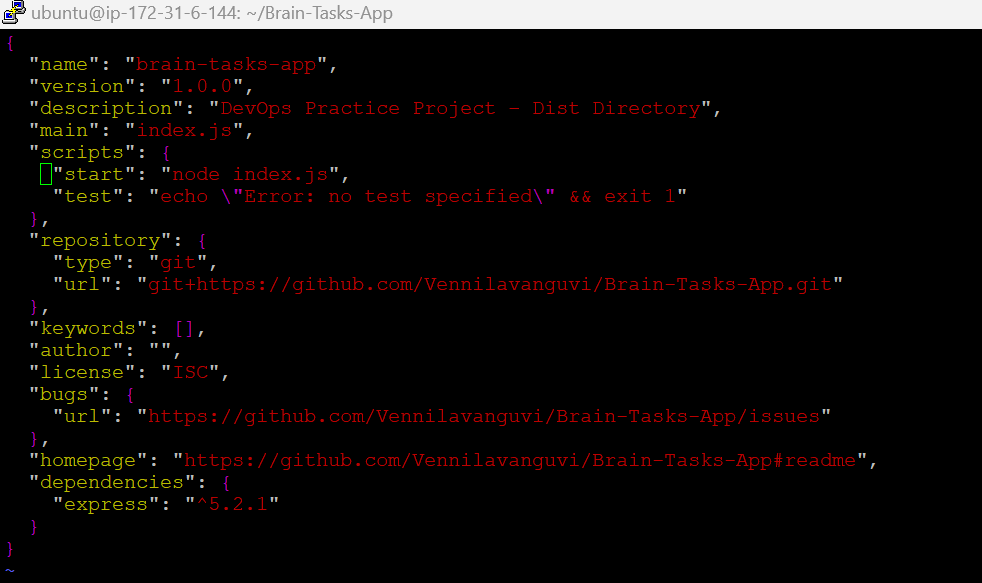 ubuntu@ip-172-31-6-144: ~/Brain-Tasks-App
{
  "name": "brain-tasks-app",
  "version": "1.0.0",
  "description": "DevOps Practice Project - Dist Directory",
  "main": "index.js",
  "scripts": {
    "start": "node index.js",
    "test": "echo \"Error: no test specified\" && exit 1"
  },
  "repository": {
    "type": "git",
    "url": "git+https://github.com/Vennilavanguvi/Brain-Tasks-App.git"
  },
  "keywords": [],
  "author": "",
  "license": "ISC",
  "bugs": {
    "url": "https://github.com/Vennilavanguvi/Brain-Tasks-App/issues"
  },
  "homepage": "https://github.com/Vennilavanguvi/Brain-Tasks-App#readme",
  "dependencies": {
    "express": "^5.2.1"
  }
}
~